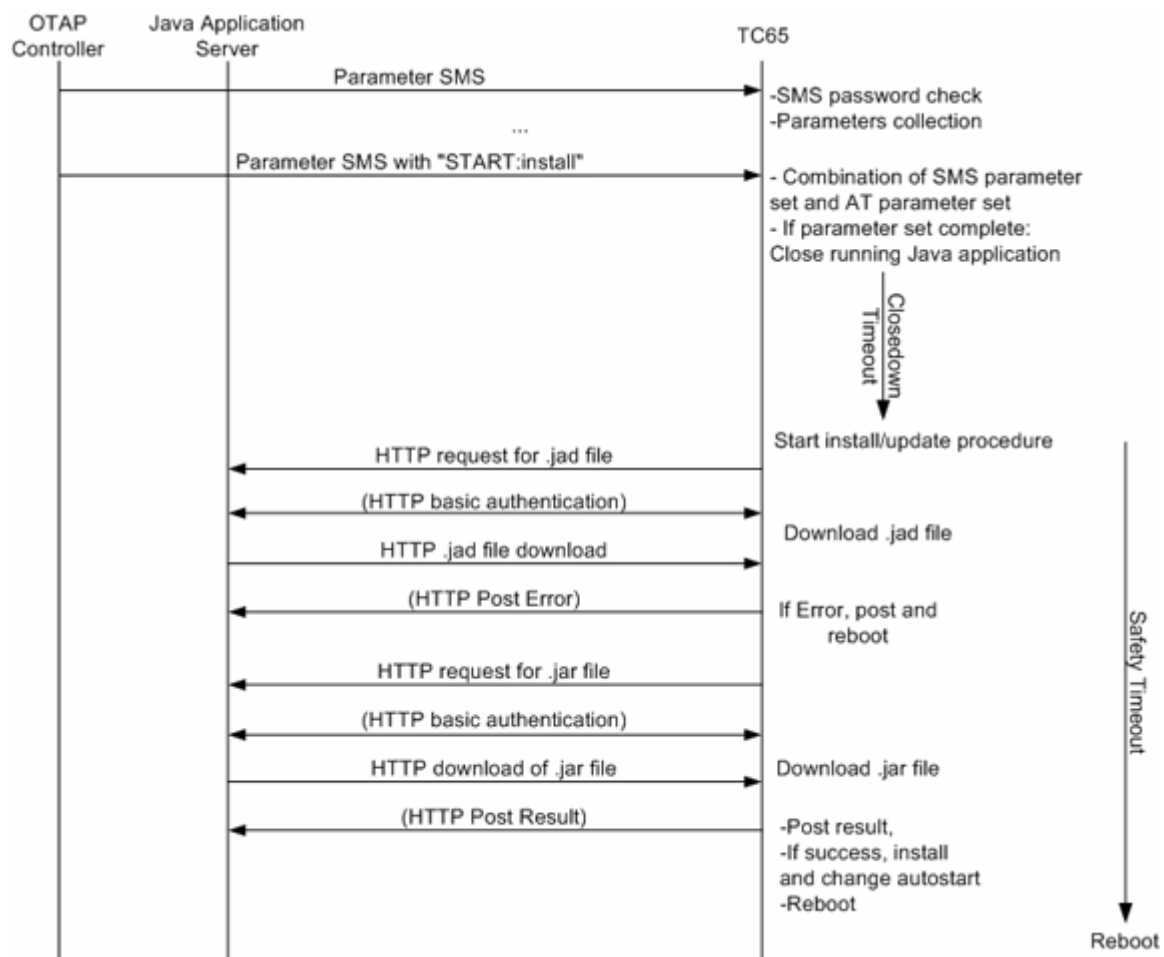 OTAP
Controller
Java Application
Server
TC65
Parameter SMS
-SMS password check
-Parameters collection
...
Parameter SMS with "START:install"
- Combination of SMS parameter
set and AT parameter set
- If parameter set complete:
Close running Java application
Closedown
Timeout
Start install/update procedure
HTTP request for .jad file
(HTTP basic authentication)
Download .jad file
HTTP .jad file download
(HTTP Post Error)
If Error, post and
reboot
HTTP request for .jar file
(HTTP basic authentication)
HTTP download of .jar file
Download .jar file
(HTTP Post Result)
-Post result,
-If success, install
and change autostart
-Reboot
Safety Timeout
Reboot